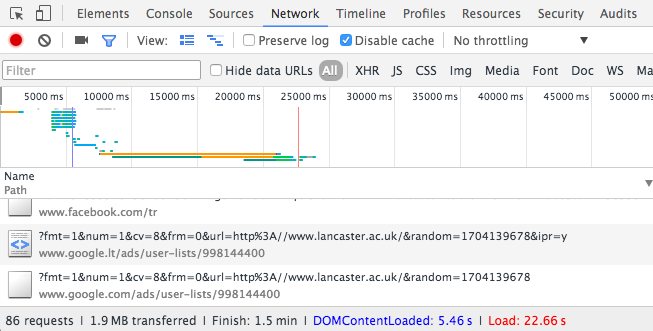 Elements Console Sources Network Timeline Profiles Resources Security Audits
View: Preserve log Disable cache No throttling
Filter Hide data URLs All XHR JS CSS Img Media Font Doc WS Ma
5000 ms 10000 ms 15000 ms 20000 ms 25000 ms 30000 ms 35000 ms 40000 ms 45000 ms 50000 ms
Name
Path
www.facebook.com/tr
?fmt=1&num=1&cv=8&frm=0&url=http%3A//www.lancaster.ac.uk/&random=1704139678&ipr=y
www.google.lt/ads/user-lists/998144400
?fmt=1&num=1&cv=8&frm=0&url=http%3A//www.lancaster.ac.uk/&random=1704139678
www.google.com/ads/user-lists/998144400
86 requests I 1.9 MB transferred I Finish: 1.5 min I DOMContentLoaded: 5.46 s I Load: 22.66 s